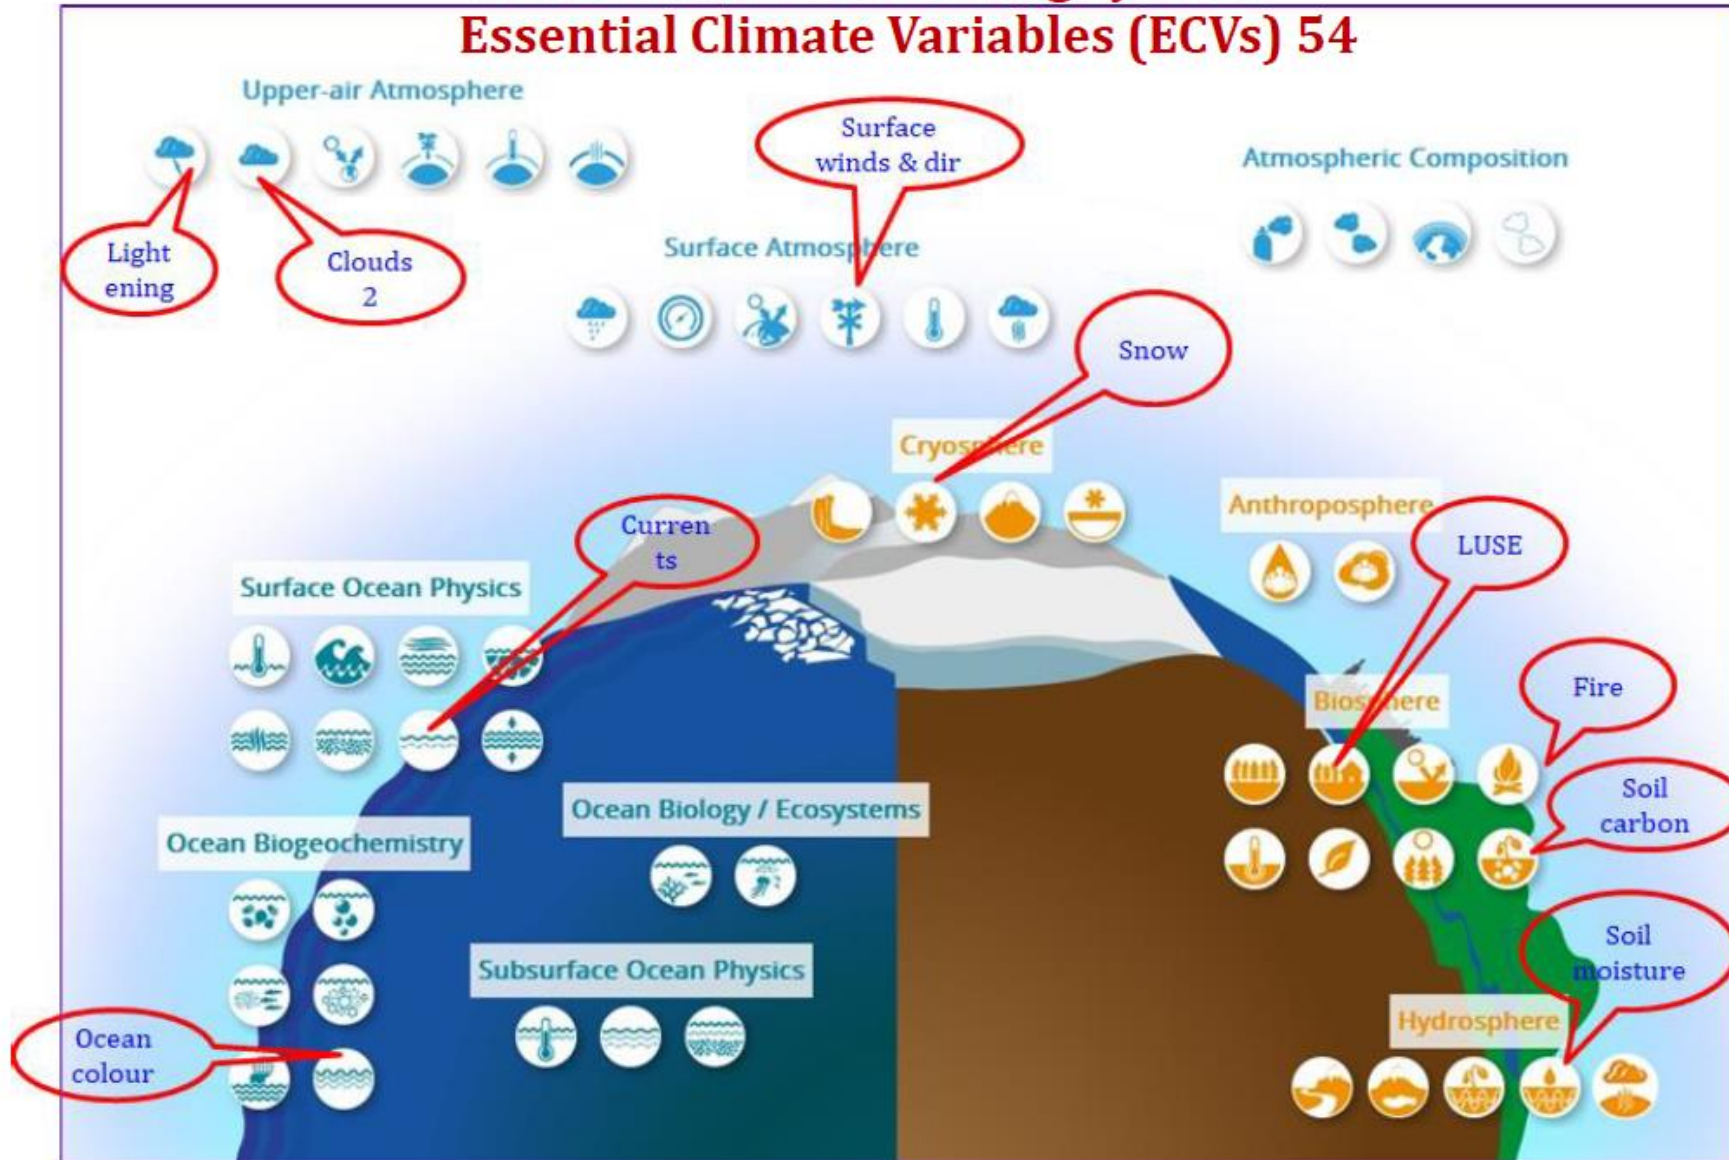 Essential Climate Variables (ECVs) 54
Upper-air Atmosphere
Surface
winds & dir
Atmospheric Composition
Light
ening
Clouds
2
Surface Atmosphere
Snow
Cryosphere
Anthroposphere
Curren
ts
LUSE
Surface Ocean Physics
Fire
Biosphere
Soil
carbon
Ocean Biology / Ecosystems
Ocean Biogeochemistry
Soil
moisture
Subsurface Ocean Physics
Hydrosphere
Ocean
colour